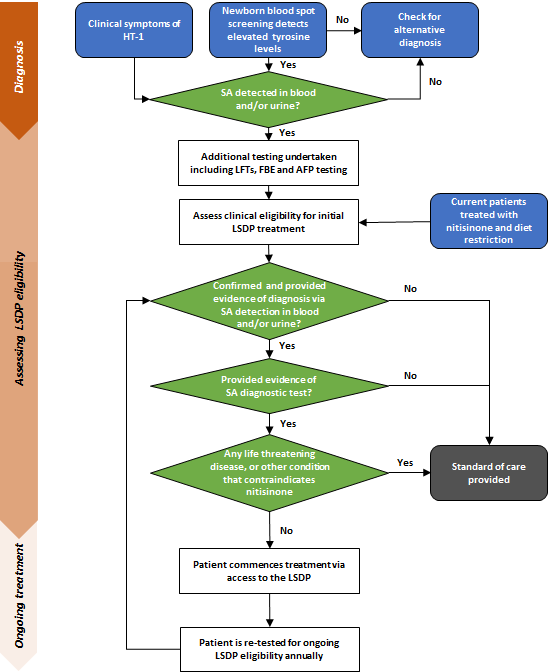 Diagnosis
Clinical symptoms of
HT-1
Newborn blood spot
screening detects
elevated tyrosine
levels
No
Check for
alternative
diagnosis
Yes
SA detected in blood
and/or urine?
No
Yes
Additional testing undertaken
including LFTs, FBE and AFP testing
Assessing LSDP eligibility
Assess clinical eligibility for initial
LSDP treatment
Current patients
treated with
nitisinone and diet
restriction
Confirmed and provided
evidence of diagnosis via
SA detection in blood
and/or urine?
No
Yes
Provided evidence of
SA diagnostic test?
No
Yes
Any life threatening
disease, or other condition
that contraindicates
nitisinone
Yes
Standard of care
provided
No
Ongoing treatment
Patient commences treatment via
access to the LSDP
Patient is re-tested for ongoing
LSDP eligibility annually